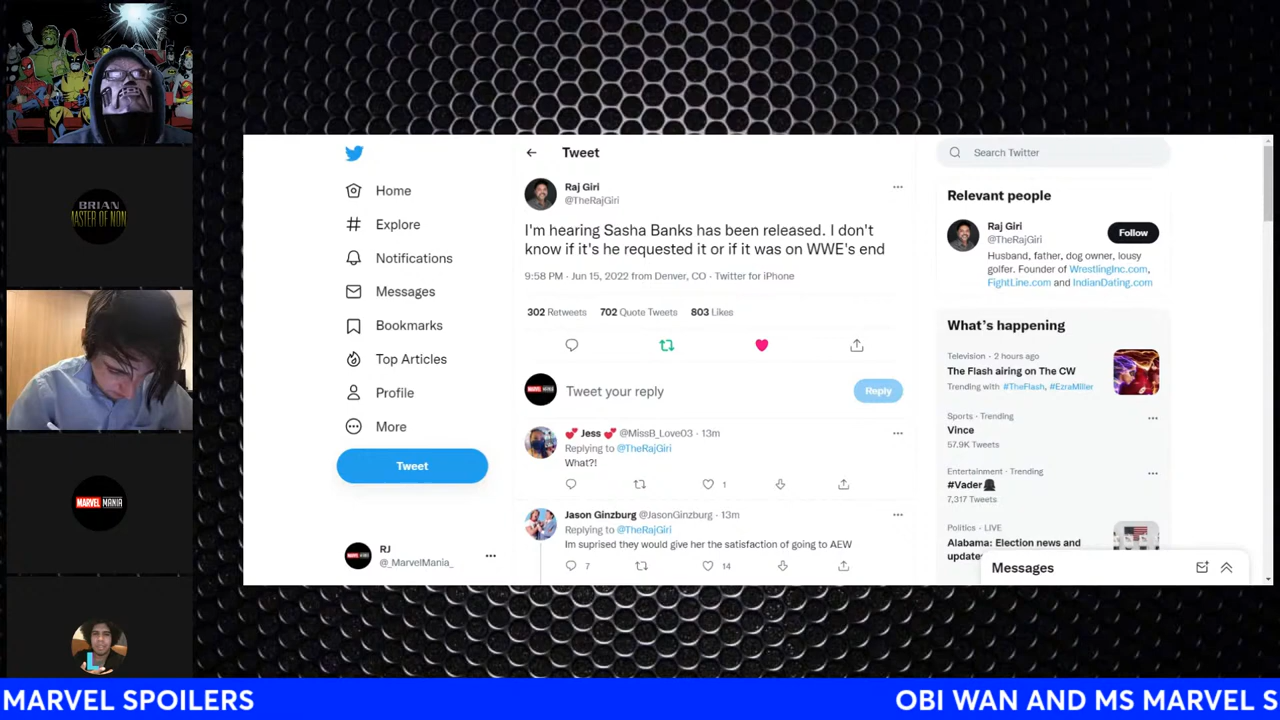 BRIAN
MASTER OF NON
MARVEL MANIA
Home
Explore
Notifications
Messages
Bookmarks
Top Articles
Profile
More
Tweet
RJ
@_MarvelMania_
Tweet
Raj Giri
@TheRajGiri
I'm hearing Sasha Banks has been released. I don't
know if it's he requested it or if it was on WWE's end
9:58 PM · Jun 15, 2022 from Denver, CO · Twitter for iPhone
302 Retweets 702 Quote Tweets 803 Likes
MARVEL MANIA
Tweet your reply
Reply
💕 Jess 💕 @MissB_Love03 · 13m
Replying to @TheRajGiri
What?!
1
Jason Ginzburg @JasonGinzburg · 13m
Replying to @TheRajGiri
Im suprised they would give her the satisfaction of going to AEW
7 14
Search Twitter
Relevant people
Raj Giri
@TheRajGiri
Follow
Husband, father, dog owner, lousy
golfer. Founder of WrestlingInc.com,
FightLine.com and IndianDating.com
What's happening
Television · 2 hours ago
The Flash airing on The CW
Trending with #TheFlash, #EzraMiller
Sports · Trending
Vince
57.9K Tweets
Entertainment · Trending
#Vader
7,317 Tweets
Politics · LIVE
Alabama: Election news and
update
Messages
MARVEL SPOILERS OBI WAN AND MS MARVEL S